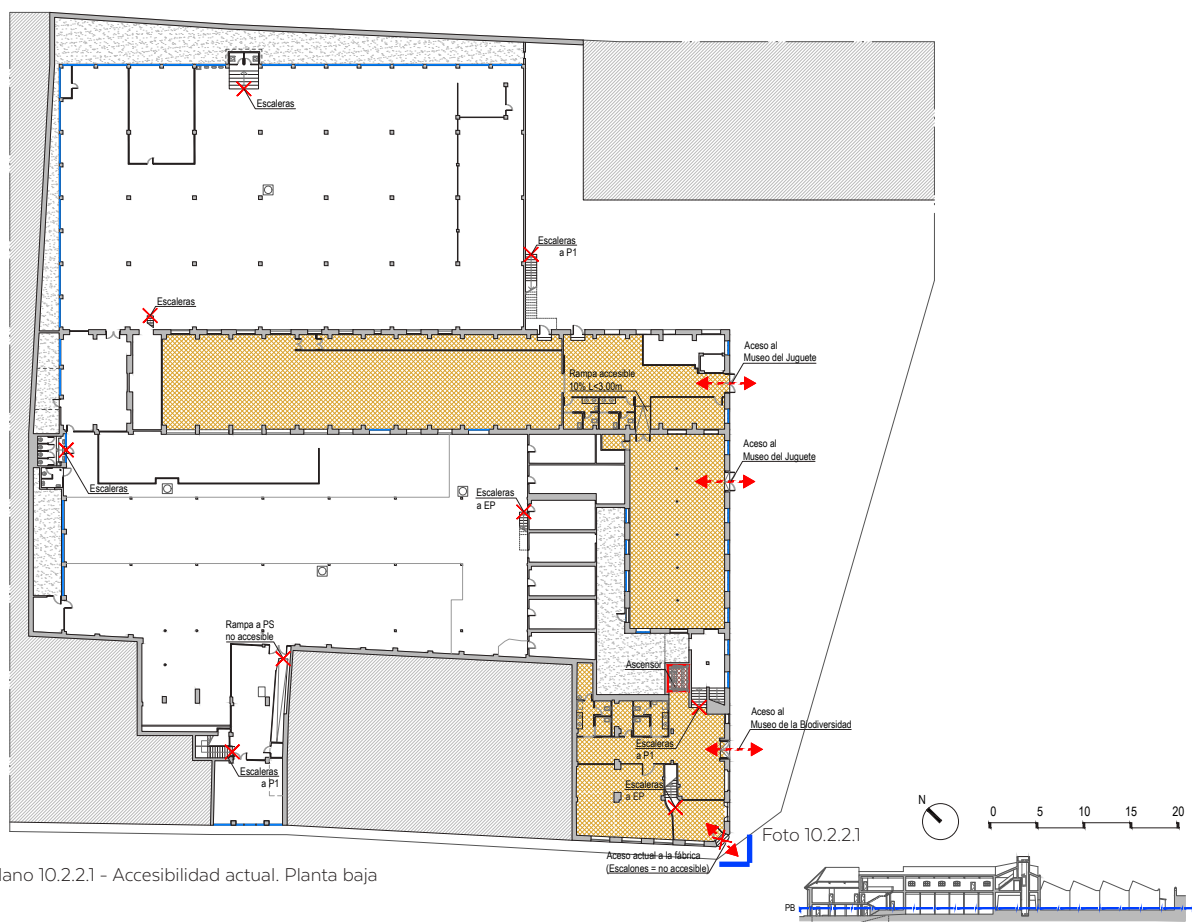 Escaleras
Escaleras
a P1
Escaleras
Aceso al
Museo del Juguete
Rampa accesible
10% L<3.00m
Aceso al
Museo del Juguete
Escaleras
Escaleras
a EP
Rampa a PS
no accesible
Ascensor
Aceso al
Museo de la Biodiversidad
Escaleras
a P1
Escaleras
a P1
Escaleras
a EP
N
0 5 10 15 20
Foto 10.2.2.1
Aceso actual a la fábrica
(Escalones = no accesible)
lano 10.2.2.1 - Accesibilidad actual. Planta baja
PB